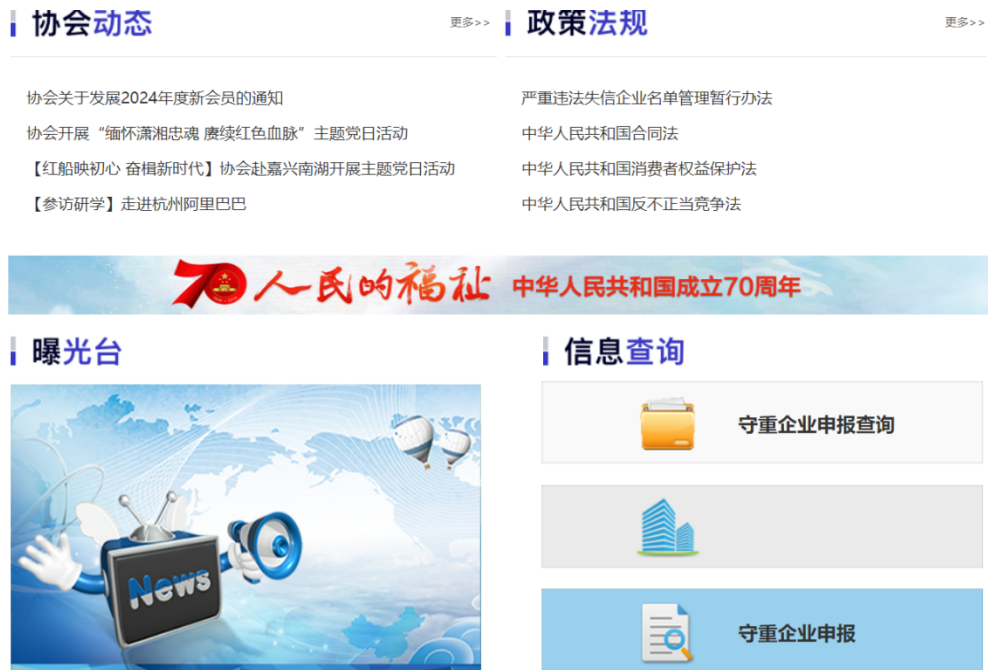 协会动态
更多>>
协会关于发展2024年度新会员的通知
协会开展“缅怀潇湘忠魂 赓续红色血脉”主题党日活动
【红船映初心 奋楫新时代】协会赴嘉兴南湖开展主题党日活动
【参访研学】走进杭州阿里巴巴
政策法规
更多>>
严重违法失信企业名单管理暂行办法
中华人民共和国合同法
中华人民共和国消费者权益保护法
中华人民共和国反不正当竞争法
70人民的福祉 中华人民共和国成立70周年
曝光台
News
信息查询
守重企业申报查询
守重企业申报